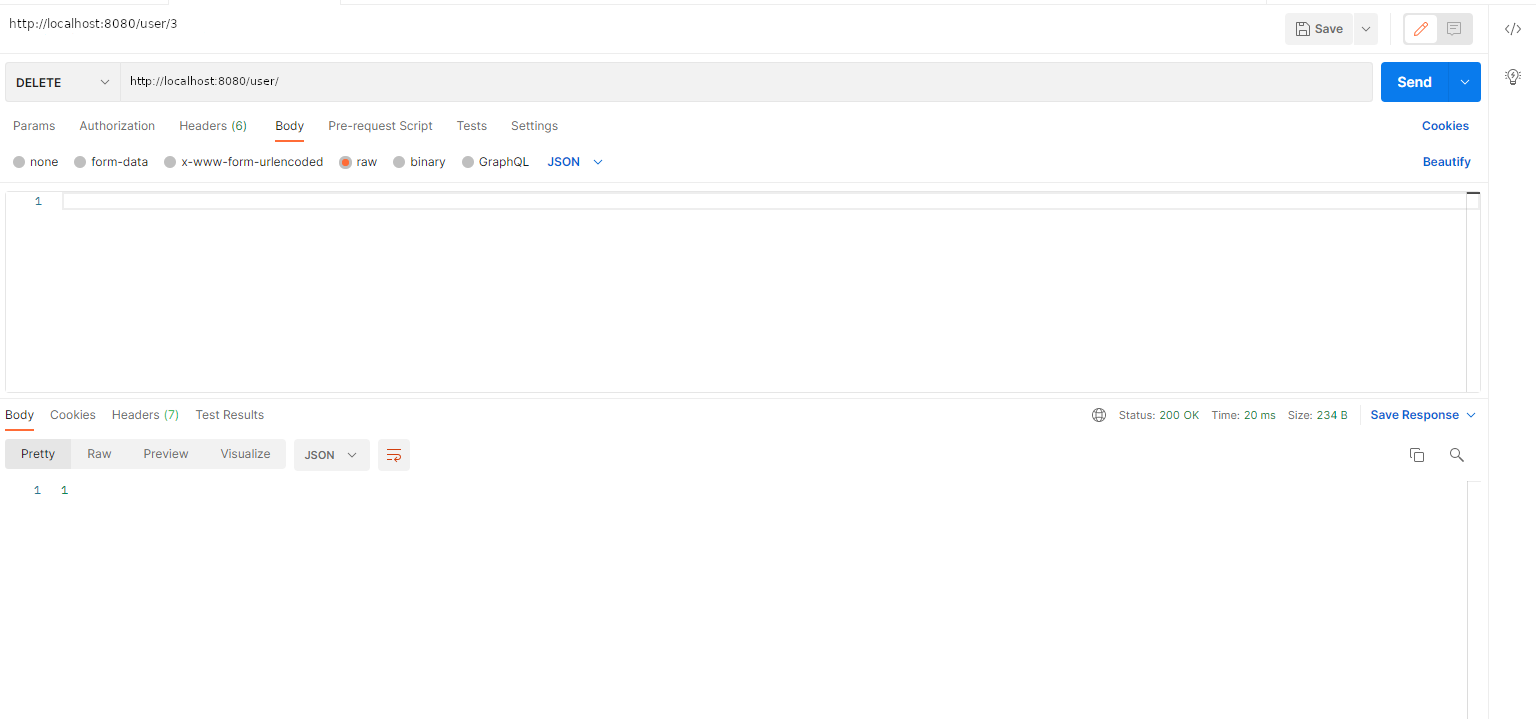 http://localhost:8080/user/3
Save
DELETE http://localhost:8080/user/ Send
Params Authorization Headers (6) Body Pre-request Script Tests Settings Cookies
none form-data x-www-form-urlencoded raw binary GraphQL JSON Beautify
1
Body Cookies Headers (7) Test Results Status: 200 OK Time: 20 ms Size: 234 B Save Response
Pretty Raw Preview Visualize JSON
1 1